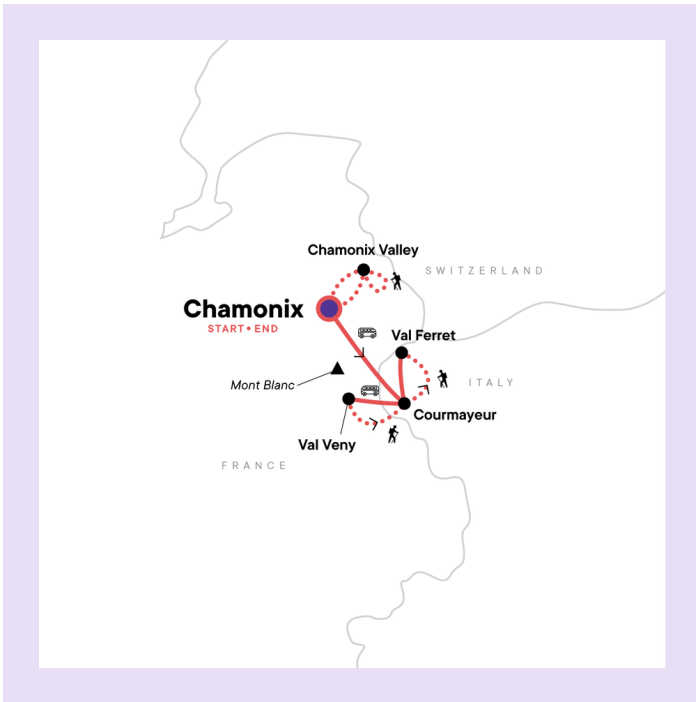 Chamonix Valley
SWITZERLAND
Chamonix
START • END
Val Ferret
Mont Blanc
ITALY
Courmayeur
Val Veny
FRANCE